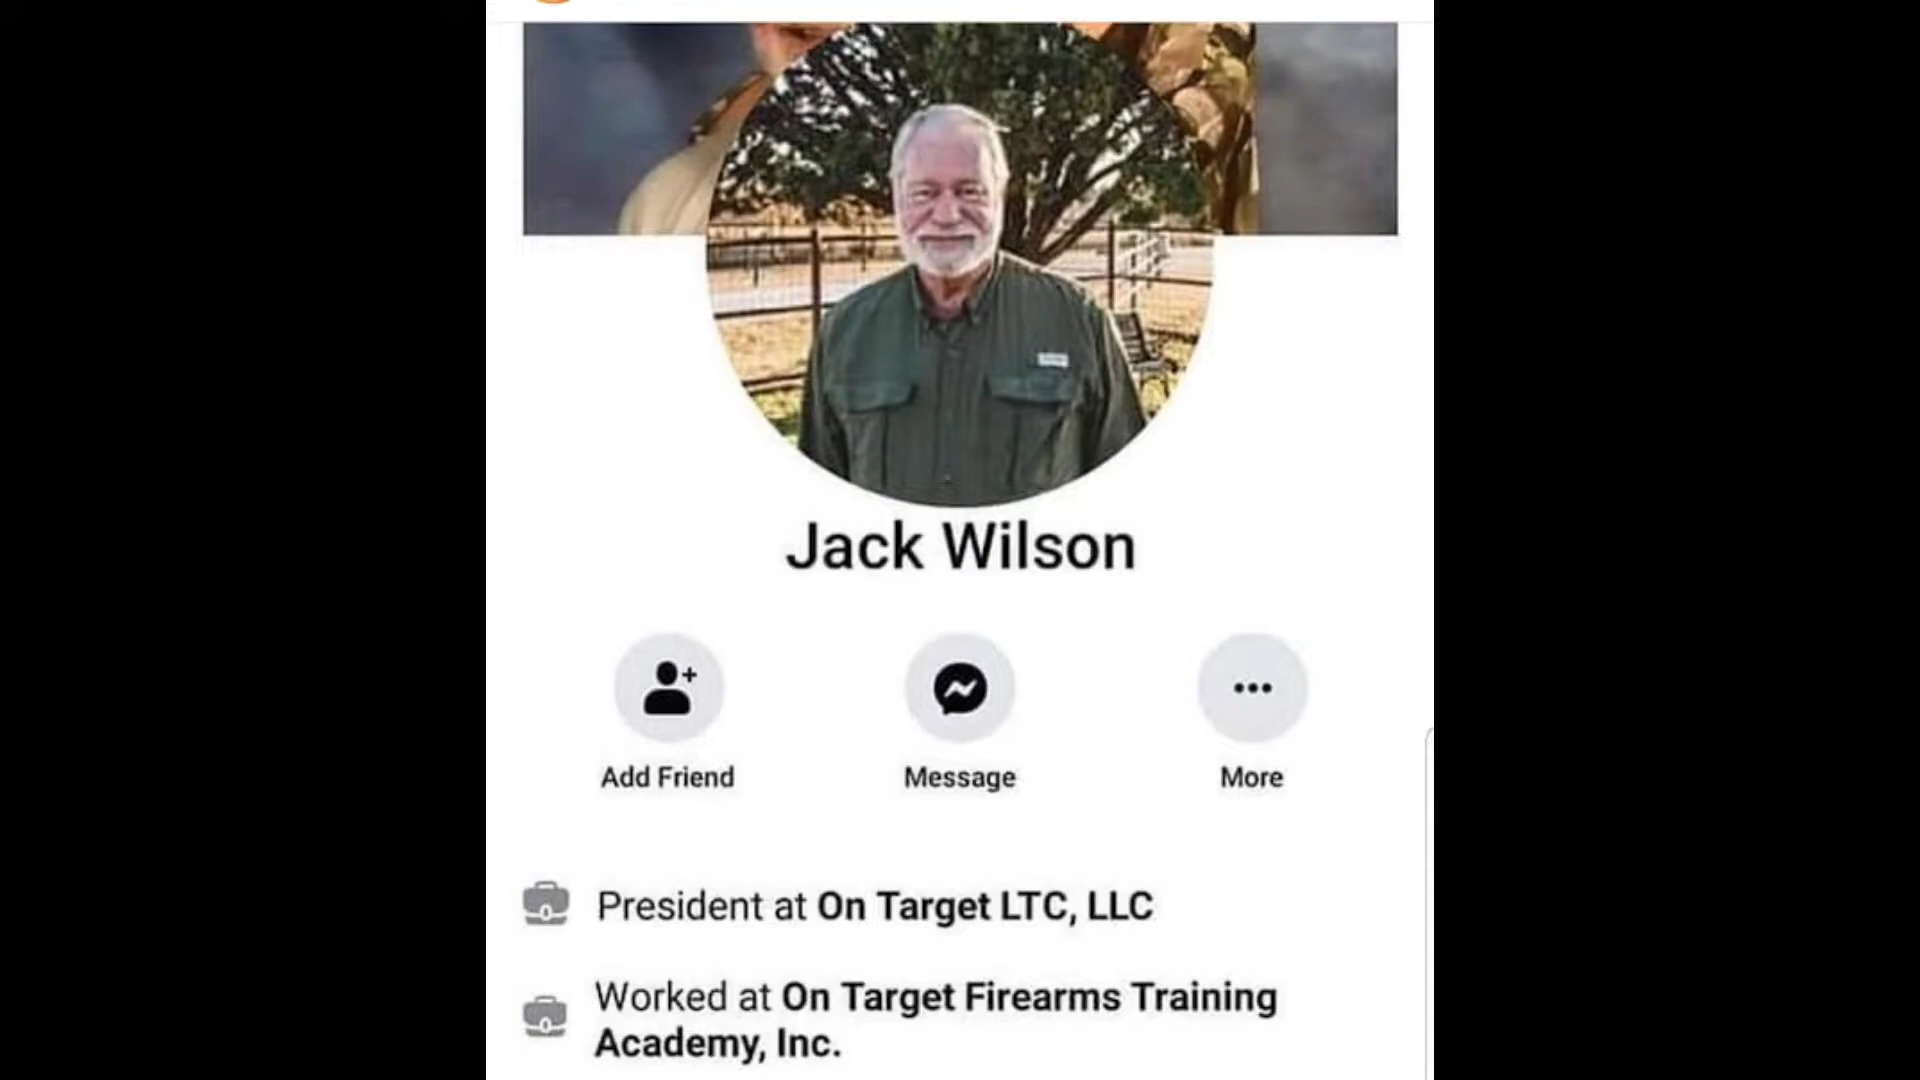 Jack Wilson
Add Friend
Message
More
President at On Target LTC, LLC
Worked at On Target Firearms Training
Academy, Inc.